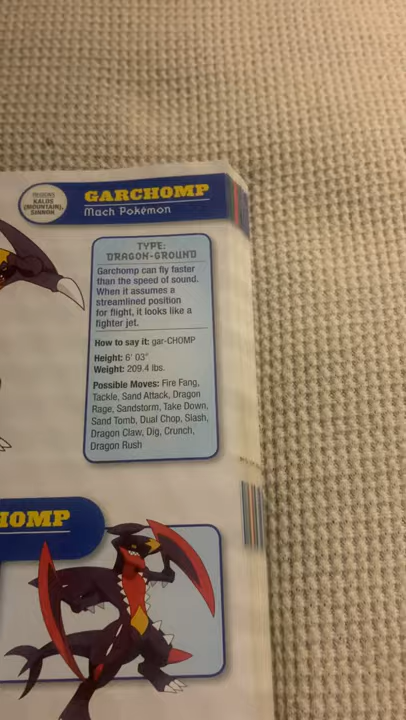 REGIONS:
KALOS
(MOUNTAIN),
SINNOH
GARCHOMP
Mach Pokémon
TYPE:
DRAGON-GROUND
Garchomp can fly faster
than the speed of sound.
When it assumes a
streamlined position
for flight, it looks like a
fighter jet.
How to say it: gar-CHOMP
Height: 6' 03"
Weight: 209.4 lbs.
Possible Moves: Fire Fang,
Tackle, Sand Attack, Dragon
Rage, Sandstorm, Take Down,
Sand Tomb, Dual Chop, Slash,
Dragon Claw, Dig, Crunch,
Dragon Rush
HOMP